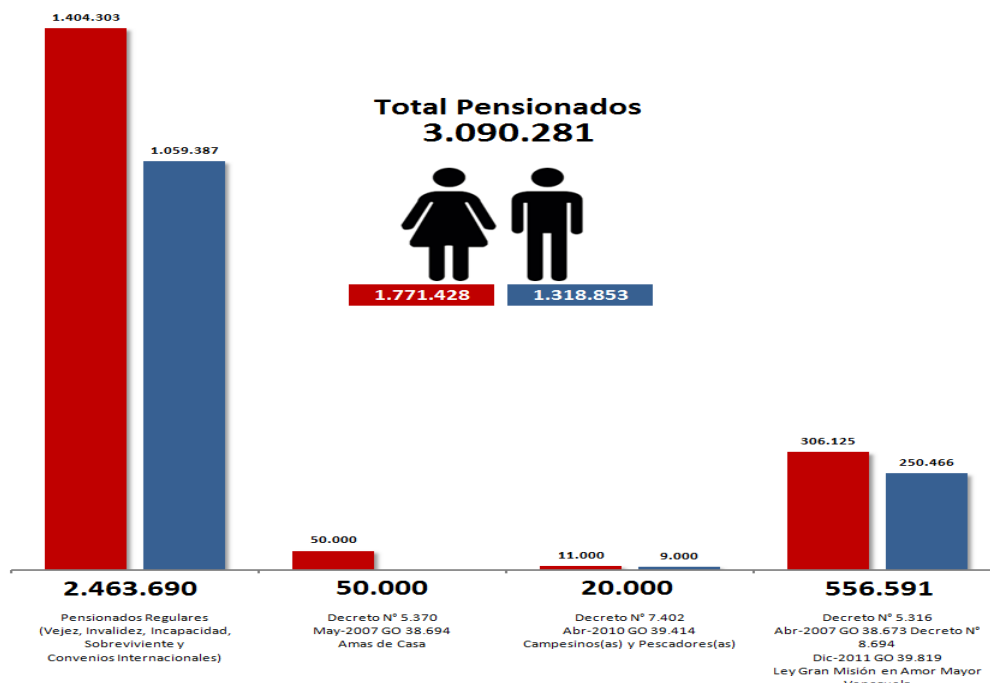 1.404.303
1.059.387
Total Pensionados
3.090.281
1.771.428
1.318.853
50.000
11.000
9.000
306.125
250.466
2.463.690
Pensionados Regulares
(Vejez, Invalidez, Incapacidad,
Sobreviviente y
Convenios Internacionales)
50.000
Decreto N° 5.370
May-2007 GO 38.694
Amas de Casa
20.000
Decreto N° 7.402
Abr-2010 GO 39.414
Campesinos(as) y Pescadores(as)
556.591
Decreto N° 5.316
Abr-2007 GO 38.673 Decreto N°
8.694
Dic-2011 GO 39.819
Ley Gran Misión en Amor Mayor
Venezuela